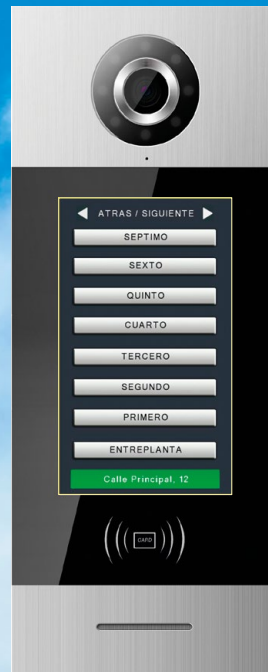 ATRAS / SIGUIENTE
SEPTIMO
SEXTO
QUINTO
CUARTO
TERCERO
SEGUNDO
PRIMERO
ENTREPLANTA
Calle Principal, 12
CARD